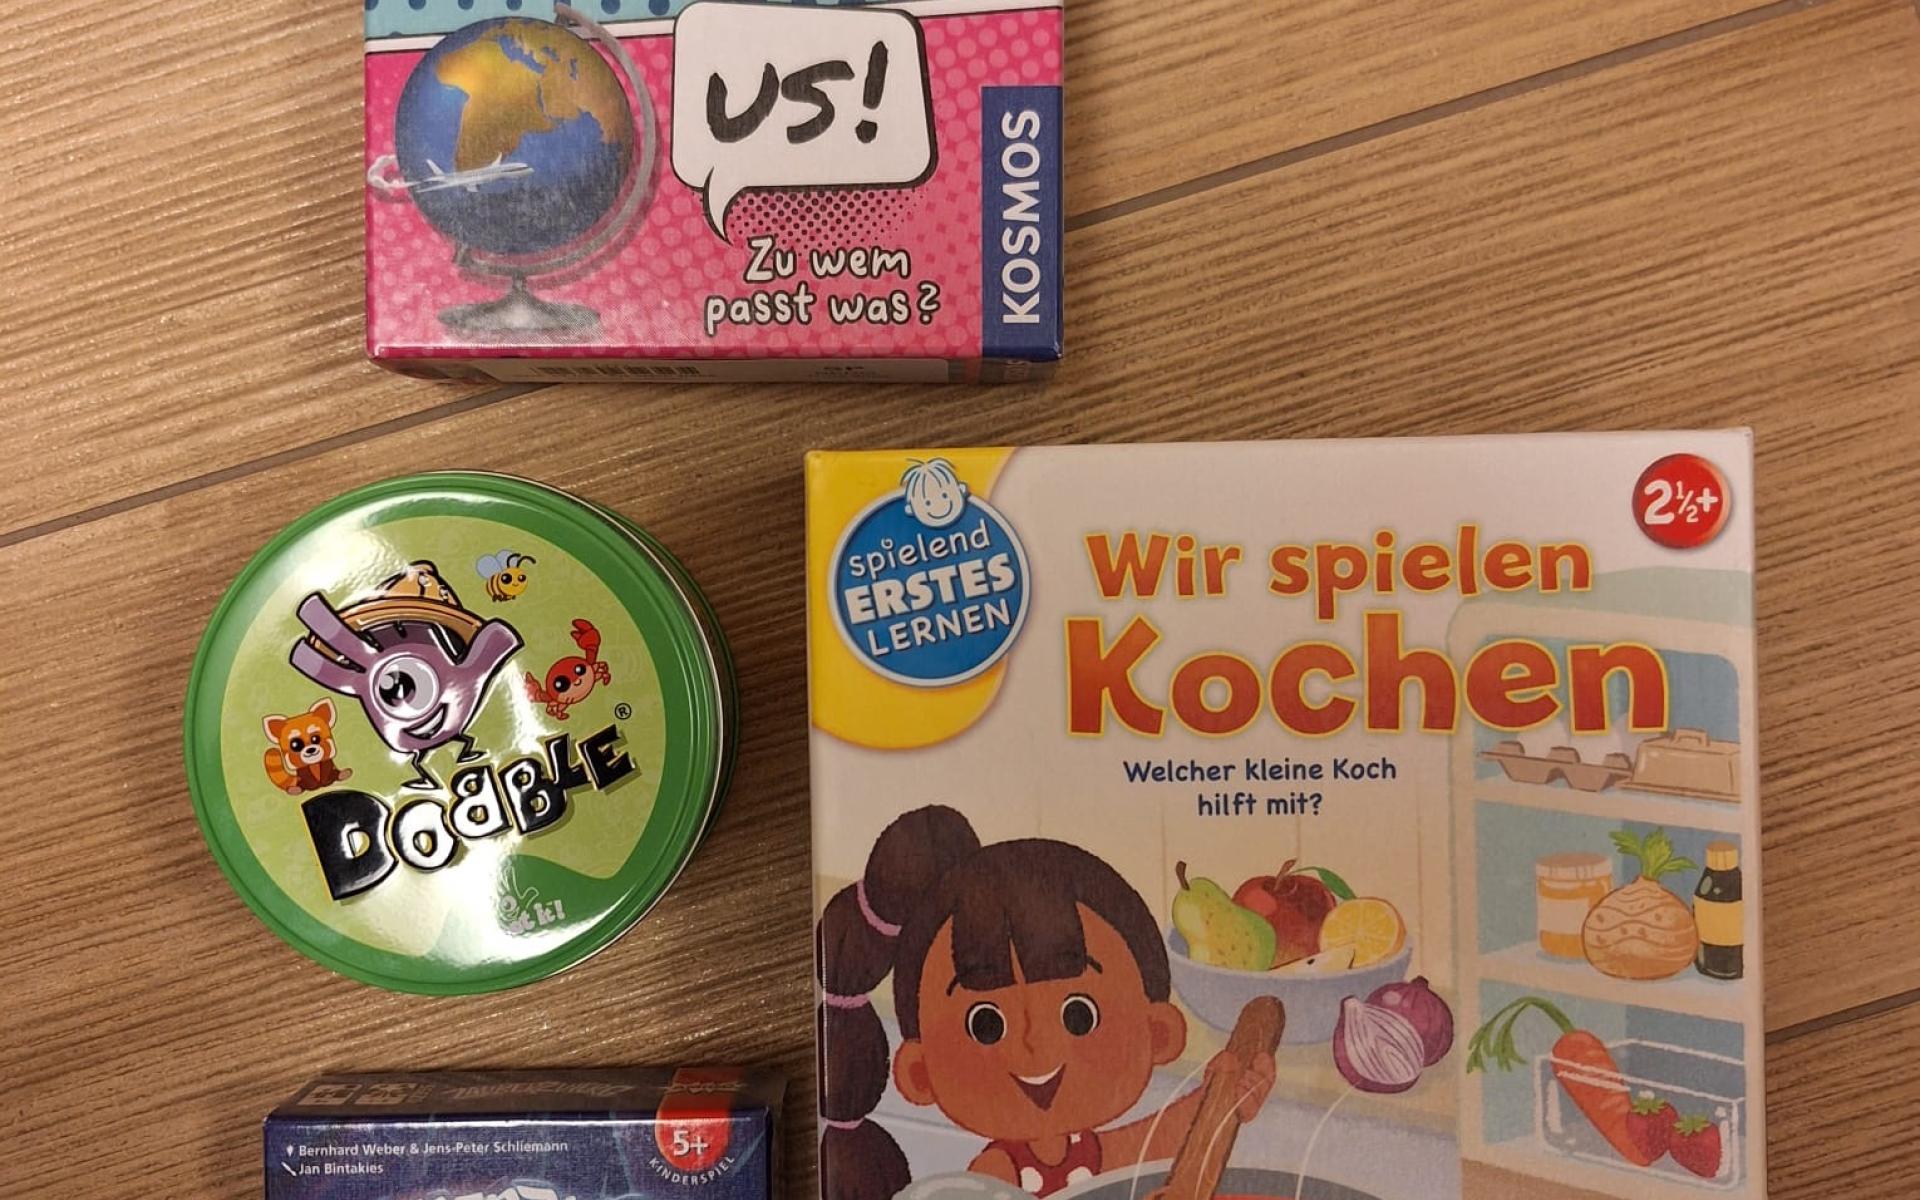 US!
Zu wem
passt was?
KOSMOS
DOBBLE®
spielend
ERSTES
LERNEN
2½+
Wir spielen
Kochen
Welcher kleine Koch
hilft mit?
Bernhard Weber & Jens-Peter Schliemann
Jan Bintakies
5+
KINDERSPIEL